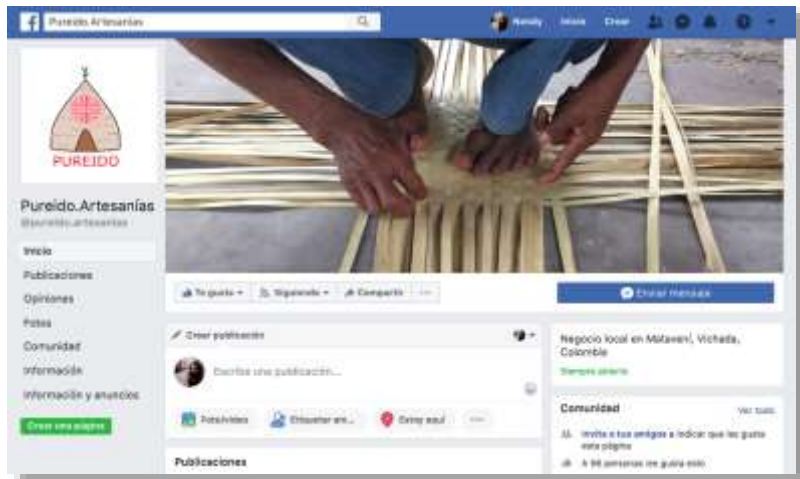 Pureido.Artesanías
Nataly Inicio Crear
PUREIDO
Pureido.Artesanías
@pureido.artesanias
Inicio
Publicaciones
Opiniones
Fotos
Comunidad
Información
Información y anuncios
Crear una página
Te gusta
Siguiendo
Compartir
Enviar mensaje
Crear publicación
Escribe una publicación...
Foto/video
Etiquetar am...
Estoy aquí
Publicaciones
Negocio local en Matavení, Vichada,
Colombia
Siempre abierto
Comunidad
Ver todo
Invita a tus amigos a indicar que les gusta
esta página
A 96 personas les gusta esto